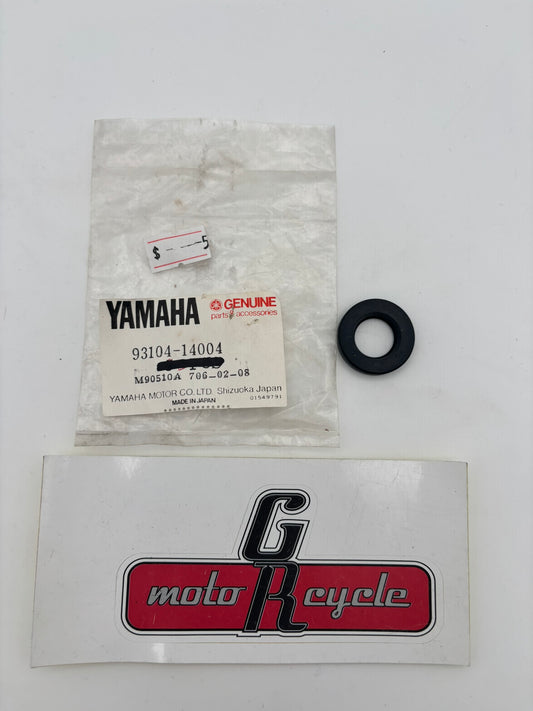 $ - --5
YAMAHA GENUINE
parts & accessories
93104-14004
M90510A 706-02-08
YAMAHA MOTOR CO.LTD. Shizuoka Japan
MADE IN JAPAN 01549791
G
moto R cycle